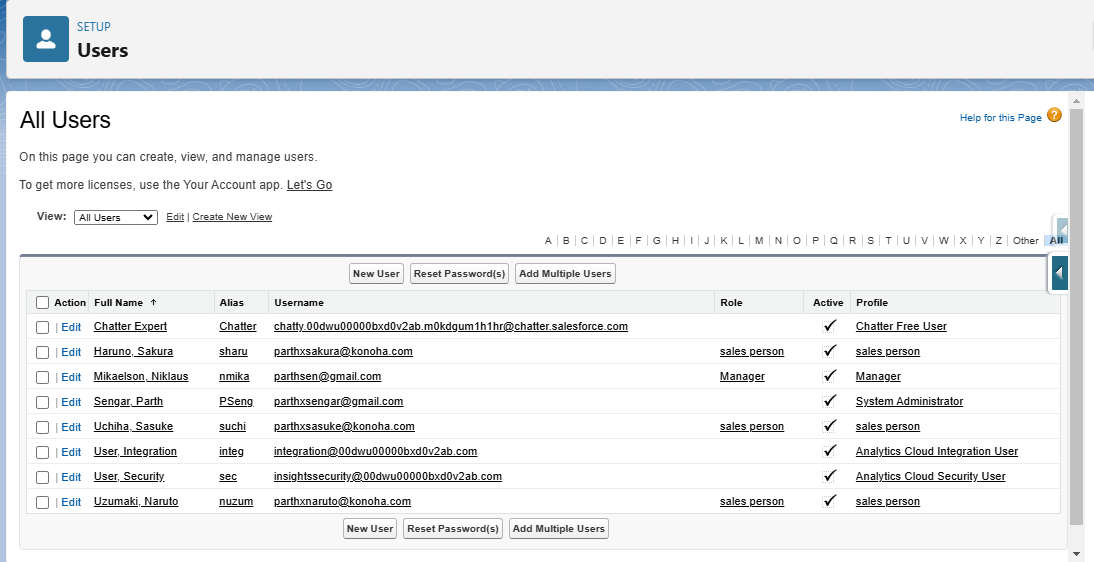 SETUP
Users
All Users
Help for this Page ?
On this page you can create, view, and manage users.
To get more licenses, use the Your Account app. Let's Go
View: All Users Edit | Create New View
A | B | C | D | E | F | G | H | I | J | K | L | M | N | O | P | Q | R | S | T | U | V | W | X | Y | Z | Other | All
New User Reset Password(s) Add Multiple Users
Action Full Name ↑ Alias Username Role Active Profile
| Edit Chatter Expert Chatter chatty.00dwu00000bxd0v2ab.m0kdgum1h1hr@chatter.salesforce.com ✓ Chatter Free User
| Edit Haruno, Sakura sharu parthxsakura@konoha.com sales person ✓ sales person
| Edit Mikaelson, Niklaus nmika parthsen@gmail.com Manager ✓ Manager
| Edit Sengar, Parth PSeng parthxsengar@gmail.com ✓ System Administrator
| Edit Uchiha, Sasuke suchi parthxsasuke@konoha.com sales person ✓ sales person
| Edit User, Integration integ integration@00dwu00000bxd0v2ab.com ✓ Analytics Cloud Integration User
| Edit User, Security sec insightssecurity@00dwu00000bxd0v2ab.com ✓ Analytics Cloud Security User
| Edit Uzumaki, Naruto nuzum parthxnaruto@konoha.com sales person ✓ sales person
New User Reset Password(s) Add Multiple Users